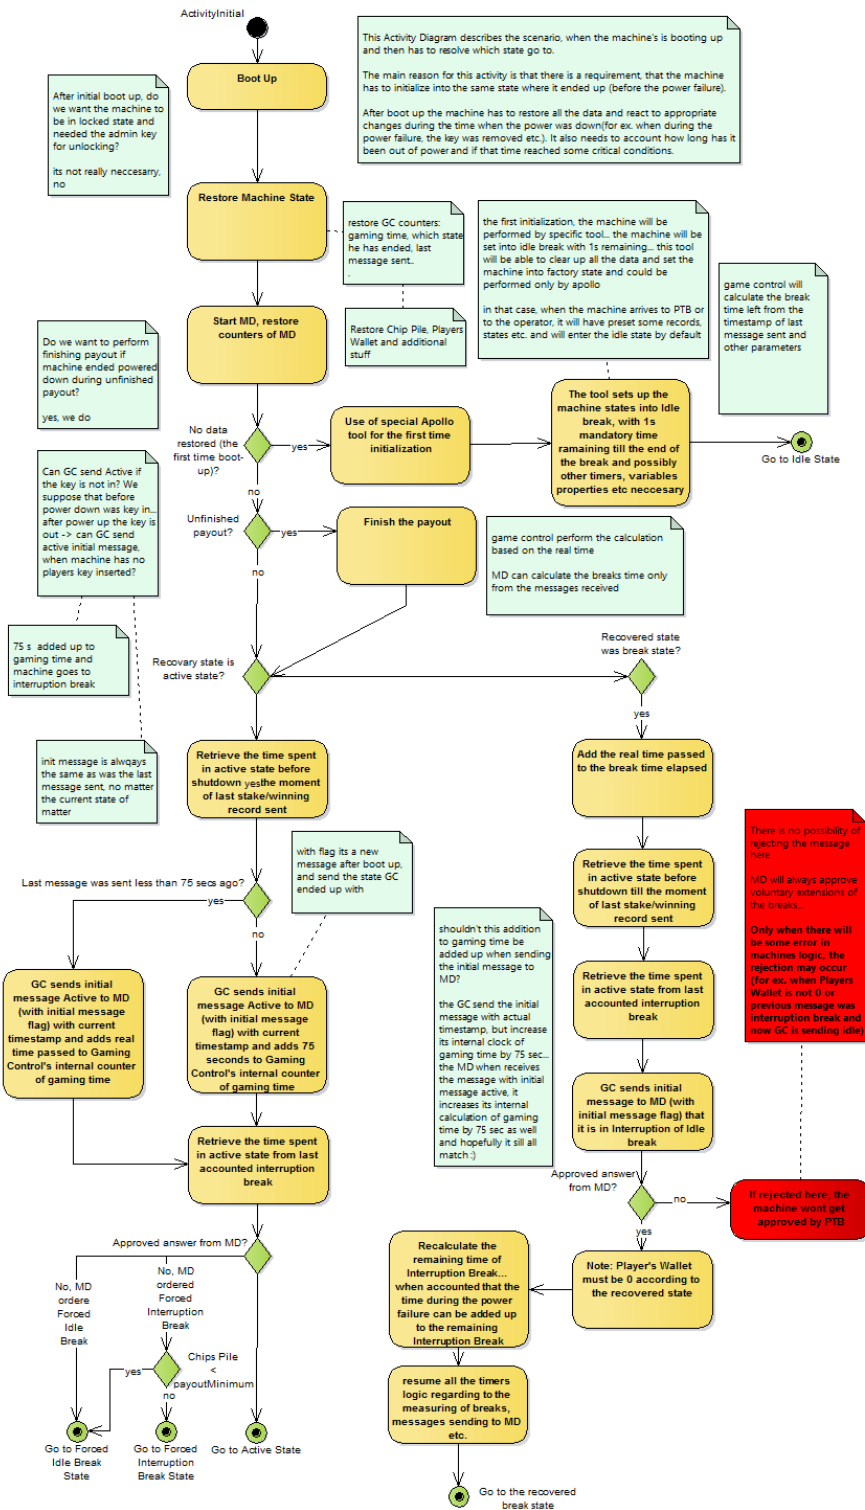 ActivityInitial
This Activity Diagram describes the scenario, when the machine's is booting up
and then has to resolve which state go to.
The main reason for this activity is that there is a requirement, that the machine
has to initialize into the same state where it ended up (before the power failure).
After boot up the machine has to restore all the data and react to appropriate
changes during the time when the power was down(for ex. when during the
power failure, the key was removed etc.). It also needs to account how long has it
been out of power and if that time reached some critical conditions.
Boot Up
After initial boot up, do
we want the machine to
be in locked state and
needed the admin key
for unlocking?
its not really neccesarry,
no
Restore Machine State
restore GC counters:
gaming time, which state
he has ended, last
message sent..
.
the first initialization, the machine will be
performed by specific tool... the machine will be
set into idle break with 1s remaining... this tool
will be able to clear up all the data and set the
machine into factory state and could be
performed only by apollo
in that case, when the machine arrives to PTB or
to the operator, it will have preset some records,
states etc. and will enter the idle state by default
game control will
calculate the break
time left from the
timestamp of last
message sent and
other parameters
Start MD, restore
counters of MD
Restore Chip Pile, Players
Wallet and additional
stuff
Do we want to perform
finishing payout if
machine ended powered
down during unfinished
payout?
yes, we do
No data
restored (the
first time boot-
up)?
yes
Use of special Apollo
tool for the first time
initialization
The tool sets up the
machine states into Idle
break, with 1s
mandatory time
ramaining till the end of
the break and possibly
other timers, variables
properties etc neccesary
Go to Idle State
no
Can GC send Active if
the key is not in? We
suppose that before
power down was key in...
after power up the key is
out -> can GC send
active initial message,
when machine has no
players key inserted?
Unfinished
payout?
yes
Finish the payout
no
game control perform the calculation
based on the real time
MD can calculate the breaks time only
from the messages received
75 s added up to
gaming time and
machine goes to
interruption break
Recovary state is
active state?
Recovered state
was break state?
yes
init message is alwqays
the same as was the last
message sent, no matter
the current state of
matter
Retrieve the time spent
in active state before
shutdown yesthe moment
of last stake/winning
record sent
Add the real time passed
to the break time elapsed
There is no possibility of
rejecting the message
here
MD will always approve
voluntary extensions of
the breaks..
Only when there will
be some error in
machines logic, the
rejection may occur
(for ex. when Players
Wallet is not 0 or
previous message was
interruption break and
now GC is sending idle)
with flag its a new
message after boot up,
and send the state GC
ended up with
Retrieve the time spent
in active state before
shutdown till the moment
of last stake/winning
record sent
Last message was sent less than 75 secs ago?
yes
no
shouldn't this addition
to gaming time be
added up when sending
the initial message to
MD?
the GC send the initial
message with actual
timestamp, but increase
its internal clock of
gaming time by 75 sec...
the MD when receives
the message with initial
message active, it
increases its internal
calculation of gaming
time by 75 sec as well
and hopefully it sill all
match :)
Retrieve the time spent
in active state from last
accounted interruption
break
GC sends initial
message Active to MD
(with initial message
flag) with current
timestamp and adds real
time passed to Gaming
Control's internal counter
of gaming time
GC sends initial
message Active to MD
(with initial message
flag) with current
timestamp and adds 75
seconds to Gaming
Control's internal counter
of gaming time
GC sends initial
message to MD (with
initial message flag) that
it is in Interruption of Idle
break
Retrieve the time spent
in active state from last
accounted interruption
break
Approved answer
from MD?
no
If rejected here, the
machine wont get
approved by PTB
yes
Approved answer from MD?
No, MD
ordere
Forced
Idle
Break
No, MD
ordered
Forced
Interruption
Break
Recalculate the
remaining time of
Interruption Break...
when accounted that the
time during the power
failure can be added up
to the remaining
Interruption Break
Note: Player's Wallet
must be 0 according to
the recovered state
Chips Pile
<
payoutMinimum
yes
no
resume all the timers
logic regarding to the
measuring of breaks,
messages sending to MD
etc.
Go to Forced
Idle Break
State
Go to Forced
Interruption
Break State
Go to Active State
Go to the recovered
break state